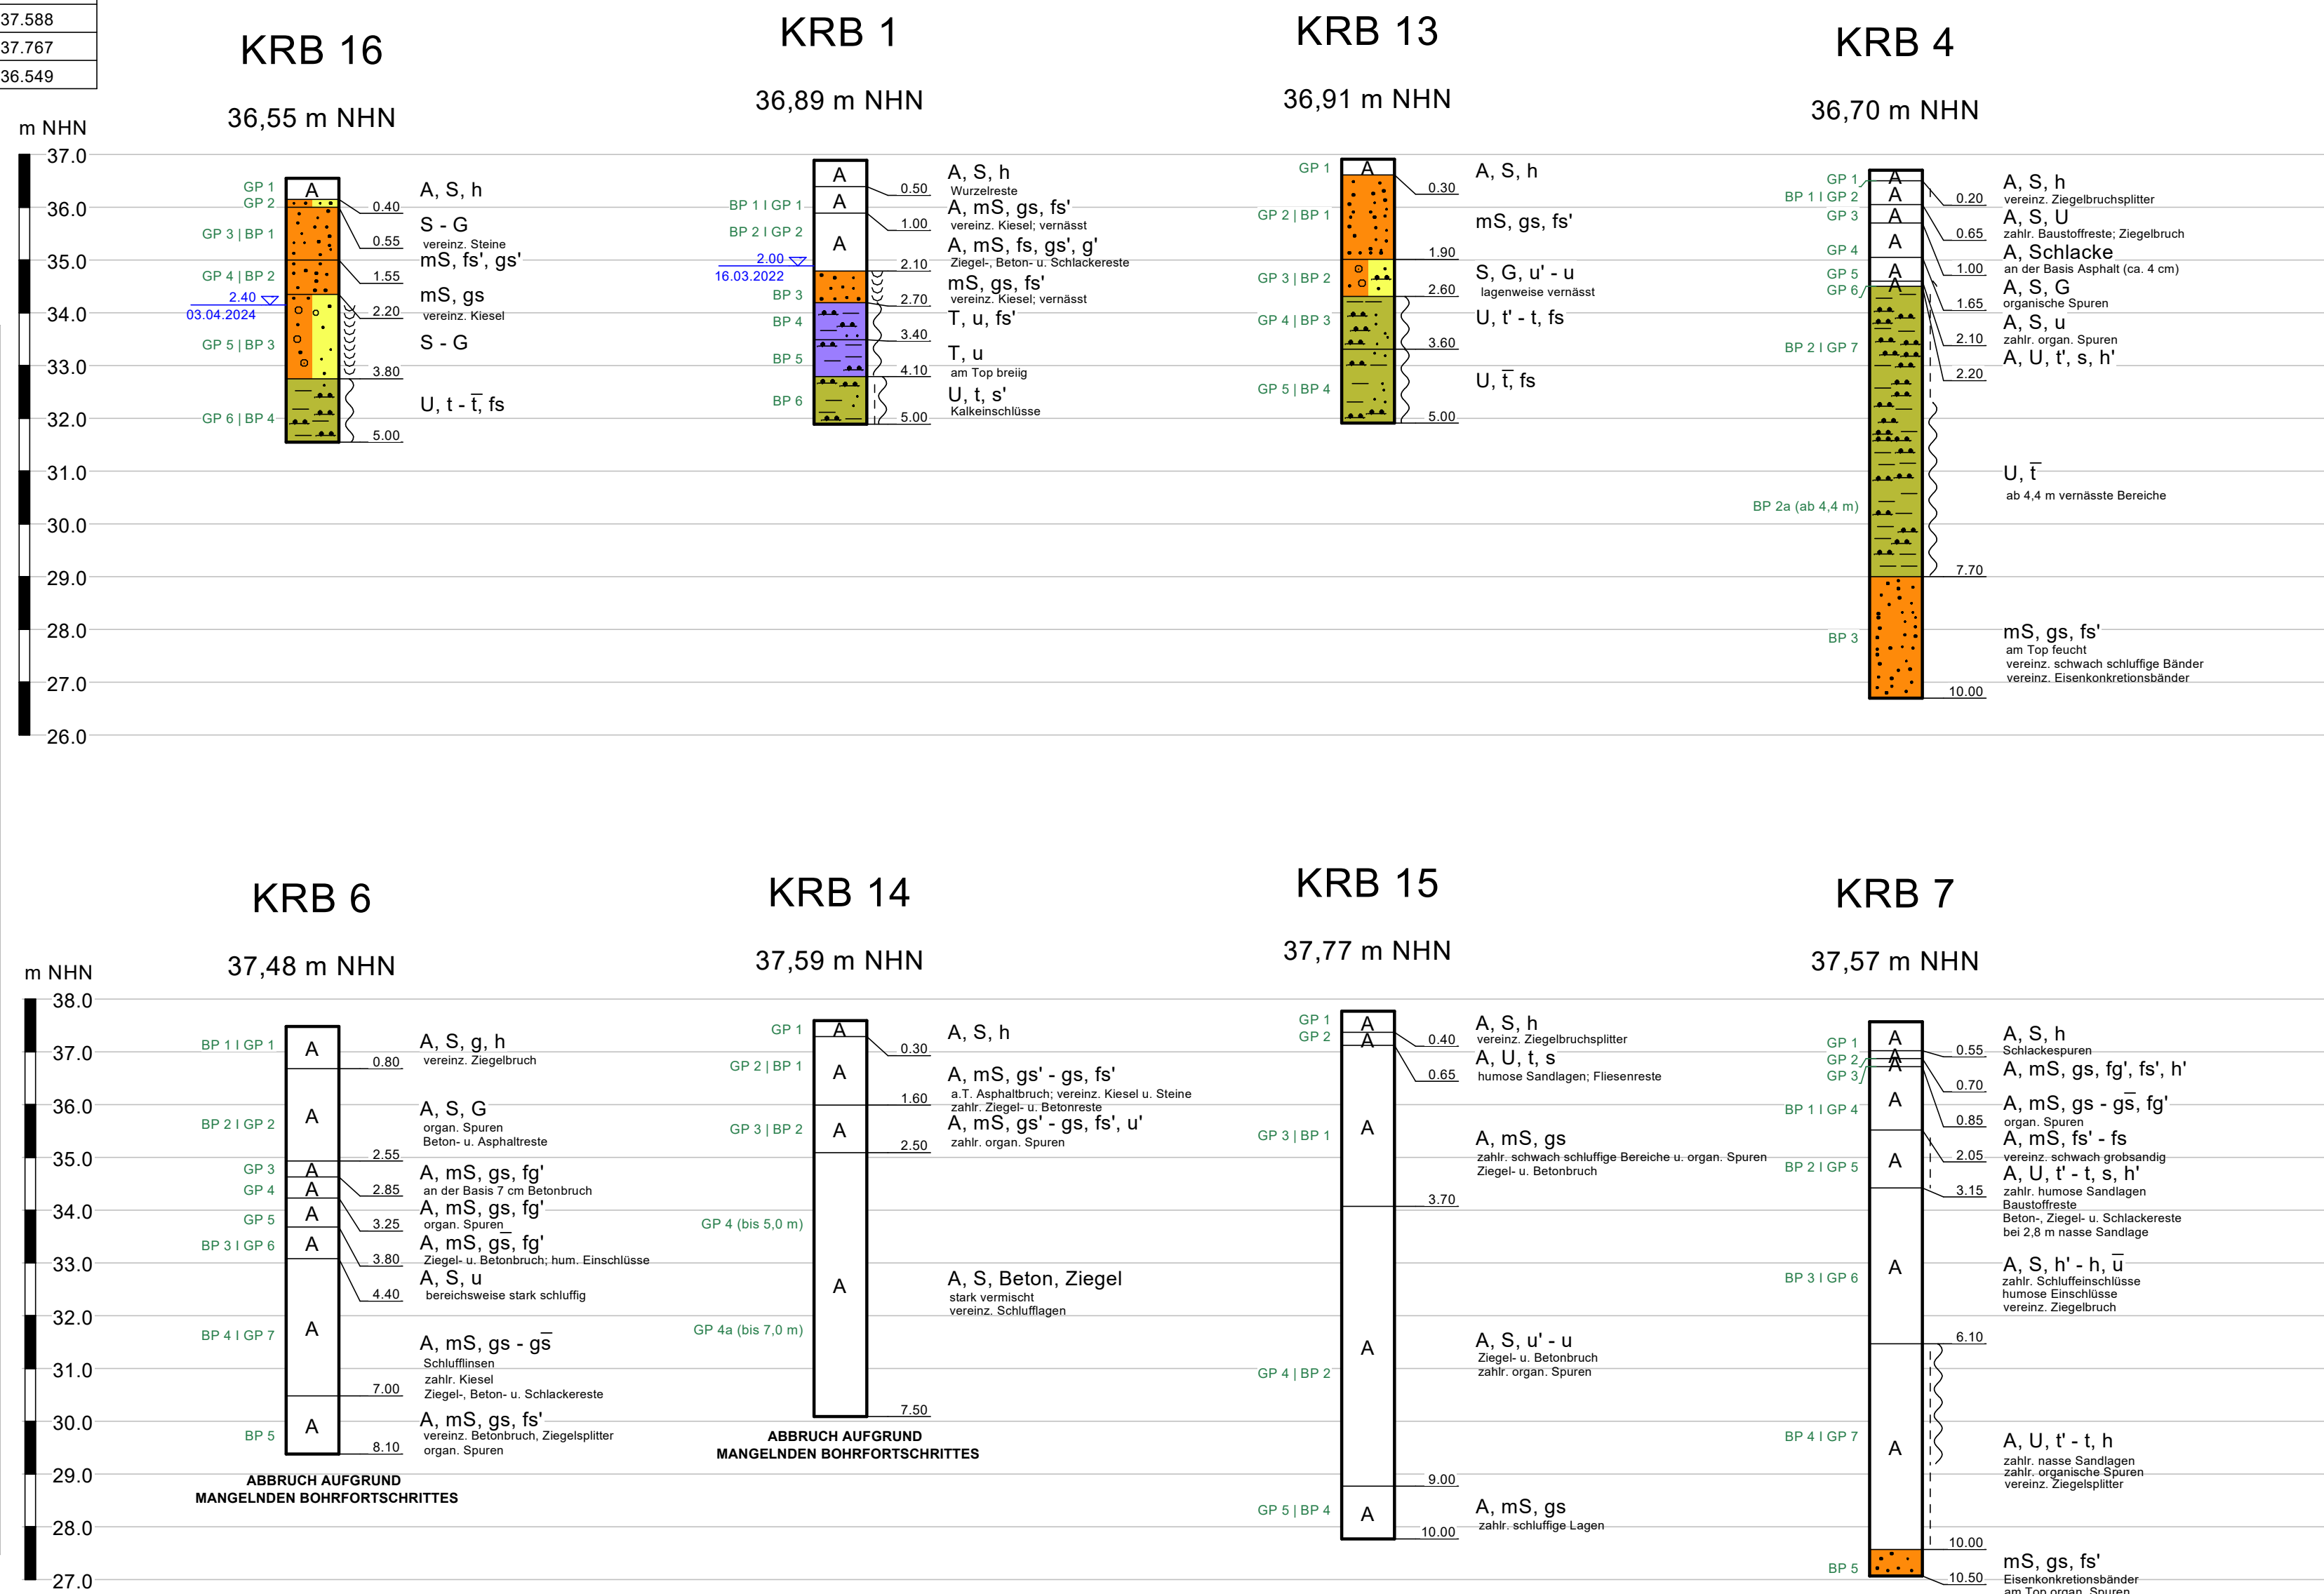 37.588
37.767
36.549
KRB 16
36,55 m NHN
KRB 1
36,89 m NHN
KRB 13
36,91 m NHN
KRB 4
36,70 m NHN
m NHN
37.0
36.0
35.0
34.0
33.0
32.0
31.0
30.0
29.0
28.0
27.0
26.0
GP 1
GP 2
GP 3 | BP 1
GP 4 | BP 2
2.40
03.04.2024
GP 5 | BP 3
GP 6 | BP 4
A
0.40
0.55
1.55
2.20
3.80
5.00
A, S, h
S - G
vereinz. Steine
mS, fs', gs'
mS, gs
vereinz. Kiesel
S - G
U, t - t̅, fs
BP 1 I GP 1
BP 2 I GP 2
2.00
16.03.2022
BP 3
BP 4
BP 5
BP 6
A
A
A
0.50
1.00
2.10
2.70
3.40
4.10
5.00
A, S, h
Wurzelreste
A, mS, gs, fs'
vereinz. Kiesel; vernässt
A, mS, fs, gs', g'
Ziegel-, Beton- u. Schlackereste
mS, gs, fs'
vereinz. Kiesel; vernässt
T, u, fs'
T, u
am Top breiig
U, t, s'
Kalkeinschlüsse
GP 1
GP 2 | BP 1
GP 3 | BP 2
GP 4 | BP 3
GP 5 | BP 4
A
0.30
1.90
2.60
3.60
5.00
A, S, h
mS, gs, fs'
S, G, u' - u
lagenweise vernässt
U, t' - t, fs
U, t̅, fs
GP 1
BP 1 I GP 2
GP 3
GP 4
GP 5
GP 6
BP 2 I GP 7
BP 2a (ab 4,4 m)
BP 3
A
A
A
A
A
A
0.20
0.65
1.00
1.65
2.10
2.20
7.70
10.00
A, S, h
vereinz. Ziegelbruchsplitter
A, S, U
zahlr. Baustoffreste; Ziegelbruch
A, Schlacke
an der Basis Asphalt (ca. 4 cm)
A, S, G
organische Spuren
A, S, u
zahlr. organ. Spuren
A, U, t', s, h'
U, t̅
ab 4,4 m vernässte Bereiche
mS, gs, fs'
am Top feucht
vereinz. schwach schluffige Bänder
vereinz. Eisenkonkretionsbänder
KRB 6
37,48 m NHN
KRB 14
37,59 m NHN
KRB 15
37,77 m NHN
KRB 7
37,57 m NHN
m NHN
38.0
37.0
36.0
35.0
34.0
33.0
32.0
31.0
30.0
29.0
28.0
27.0
BP 1 I GP 1
BP 2 I GP 2
GP 3
GP 4
GP 5
BP 3 I GP 6
BP 4 I GP 7
BP 5
A
A
A
A
A
A
A
A
0.80
2.55
2.85
3.25
3.80
4.40
7.00
8.10
A, S, g, h
vereinz. Ziegelbruch
A, S, G
organ. Spuren
Beton- u. Asphaltreste
A, mS, gs, fg'
an der Basis 7 cm Betonbruch
A, mS, gs, fg'
organ. Spuren
A, mS, gs̅, fg'
Ziegel- u. Betonbruch; hum. Einschlüsse
A, S, u
bereichsweise stark schluffig
A, mS, gs - gs̅
Schlufflinsen
zahlr. Kiesel
Ziegel-, Beton- u. Schlackereste
A, mS, gs, fs'
vereinz. Betonbruch, Ziegelsplitter
organ. Spuren
ABBRUCH AUFGRUND
MANGELNDEN BOHRFORTSCHRITTES
GP 1
GP 2 | BP 1
GP 3 | BP 2
GP 4 (bis 5,0 m)
GP 4a (bis 7,0 m)
A
A
A
A
0.30
1.60
2.50
7.50
A, S, h
A, mS, gs' - gs, fs'
a.T. Asphaltbruch; vereinz. Kiesel u. Steine
zahlr. Ziegel- u. Betonreste
A, mS, gs' - gs, fs', u'
zahlr. organ. Spuren
A, S, Beton, Ziegel
stark vermischt
vereinz. Schlufflagen
ABBRUCH AUFGRUND
MANGELNDEN BOHRFORTSCHRITTES
GP 1
GP 2
GP 3 | BP 1
GP 4 | BP 2
GP 5 | BP 4
A
A
A
A
A
0.40
0.65
3.70
9.00
10.00
A, S, h
vereinz. Ziegelbruchsplitter
A, U, t, s
humose Sandlagen; Fliesenreste
A, mS, gs
zahlr. schwach schluffige Bereiche u. organ. Spuren
Ziegel- u. Betonbruch
A, S, u' - u
Ziegel- u. Betonbruch
zahlr. organ. Spuren
A, mS, gs
zahlr. schluffige Lagen
GP 1
GP 2
GP 3
BP 1 I GP 4
BP 2 I GP 5
BP 3 I GP 6
BP 4 I GP 7
BP 5
A
A
A
A
A
A
A
0.55
0.70
0.85
2.05
3.15
6.10
10.00
10.50
A, S, h
Schlackespuren
A, mS, gs, fg', fs', h'
A, mS, gs - gs̅, fg'
organ. Spuren
A, mS, fs' - fs
vereinz. schwach grobsandig
A, U, t' - t, s, h'
zahlr. humose Sandlagen
Baustoffreste
Beton-, Ziegel- u. Schlackereste
bei 2,8 m nasse Sandlage
A, S, h' - h, u̅
zahlr. Schluffeinschlüsse
humose Einschlüsse
vereinz. Ziegelbruch
A, U, t' - t, h
zahlr. nasse Sandlagen
zahlr. organische Spuren
vereinz. Ziegelsplitter
mS, gs, fs'
Eisenkonkretionsbänder
am Top organ. Spuren